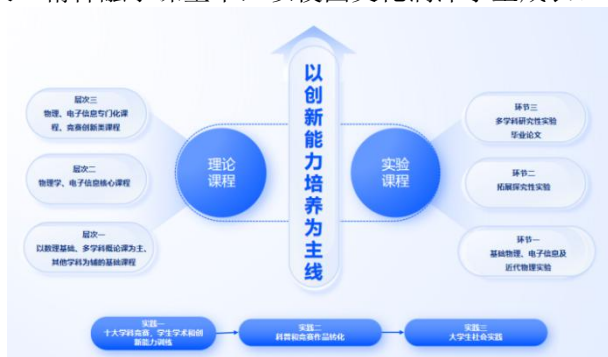 以
创
新
能
力
培
养
为
主
线
理论
课程
实验
课程
层次三
物理、电子信息专门化课
程、竞赛创新类课程
层次二
物理学、电子信息核心课程
层次一
以数理基础、多学科概论课为主、
其他学科为辅的基础课程
环节三
多学科研究性实验
毕业论文
环节二
拓展探究性实验
环节一
基础物理、电子信息及
近代物理实验
实践一
十大学科竞赛，学生学术和创
新能力训练
实践二
科普和竞赛作品转化
实践三
大学生社会实践